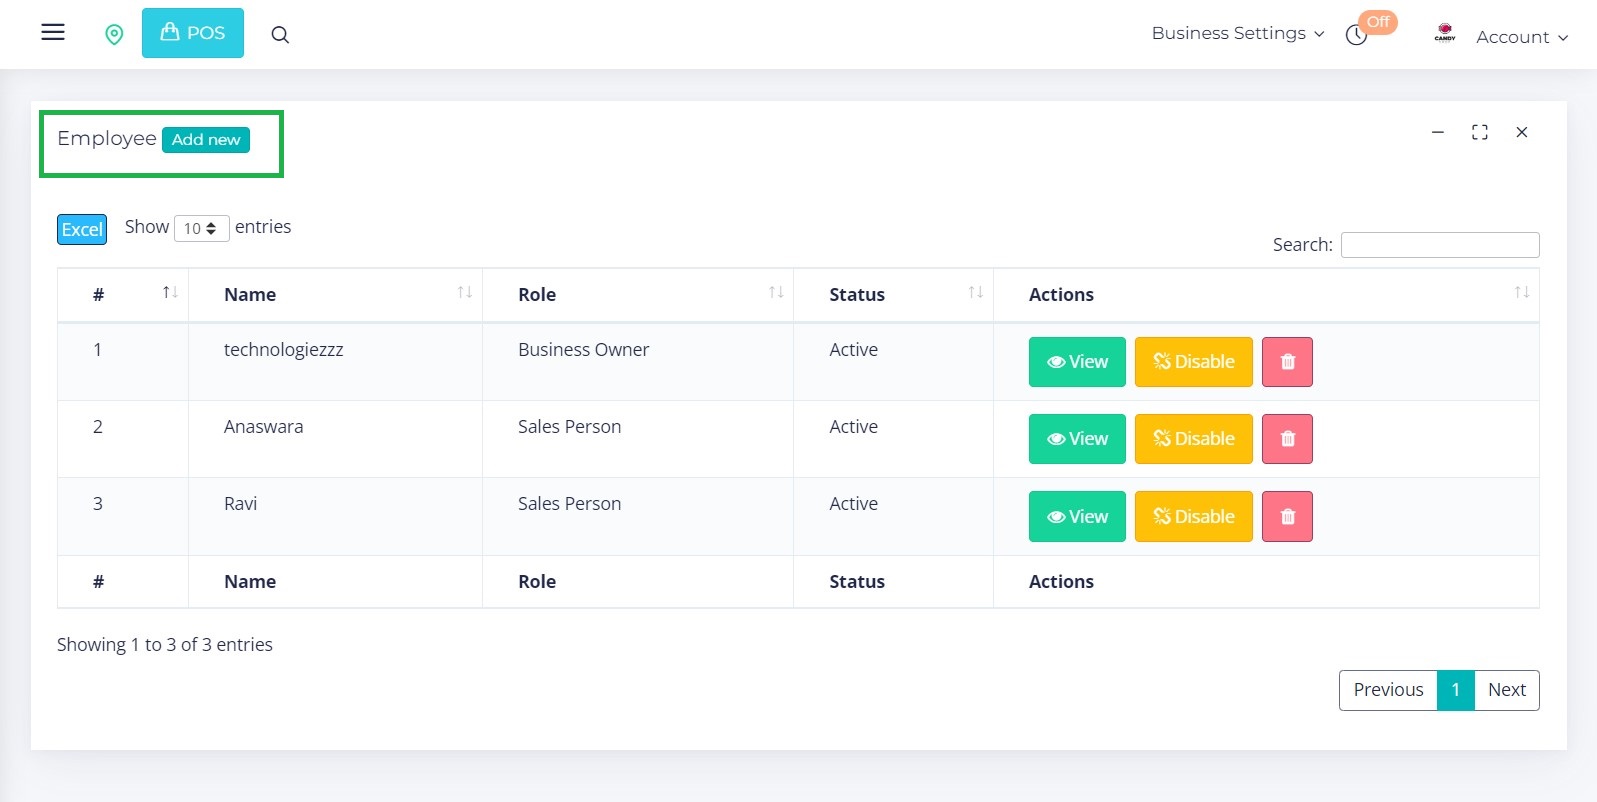 POS
Business Settings
Off
CANDY
Account
Employee Add new
Excel Show 10 entries
Search:
# Name Role Status Actions
1 technologiezzz Business Owner Active View Disable
2 Anaswara Sales Person Active View Disable
3 Ravi Sales Person Active View Disable
# Name Role Status Actions
Showing 1 to 3 of 3 entries
Previous 1 Next